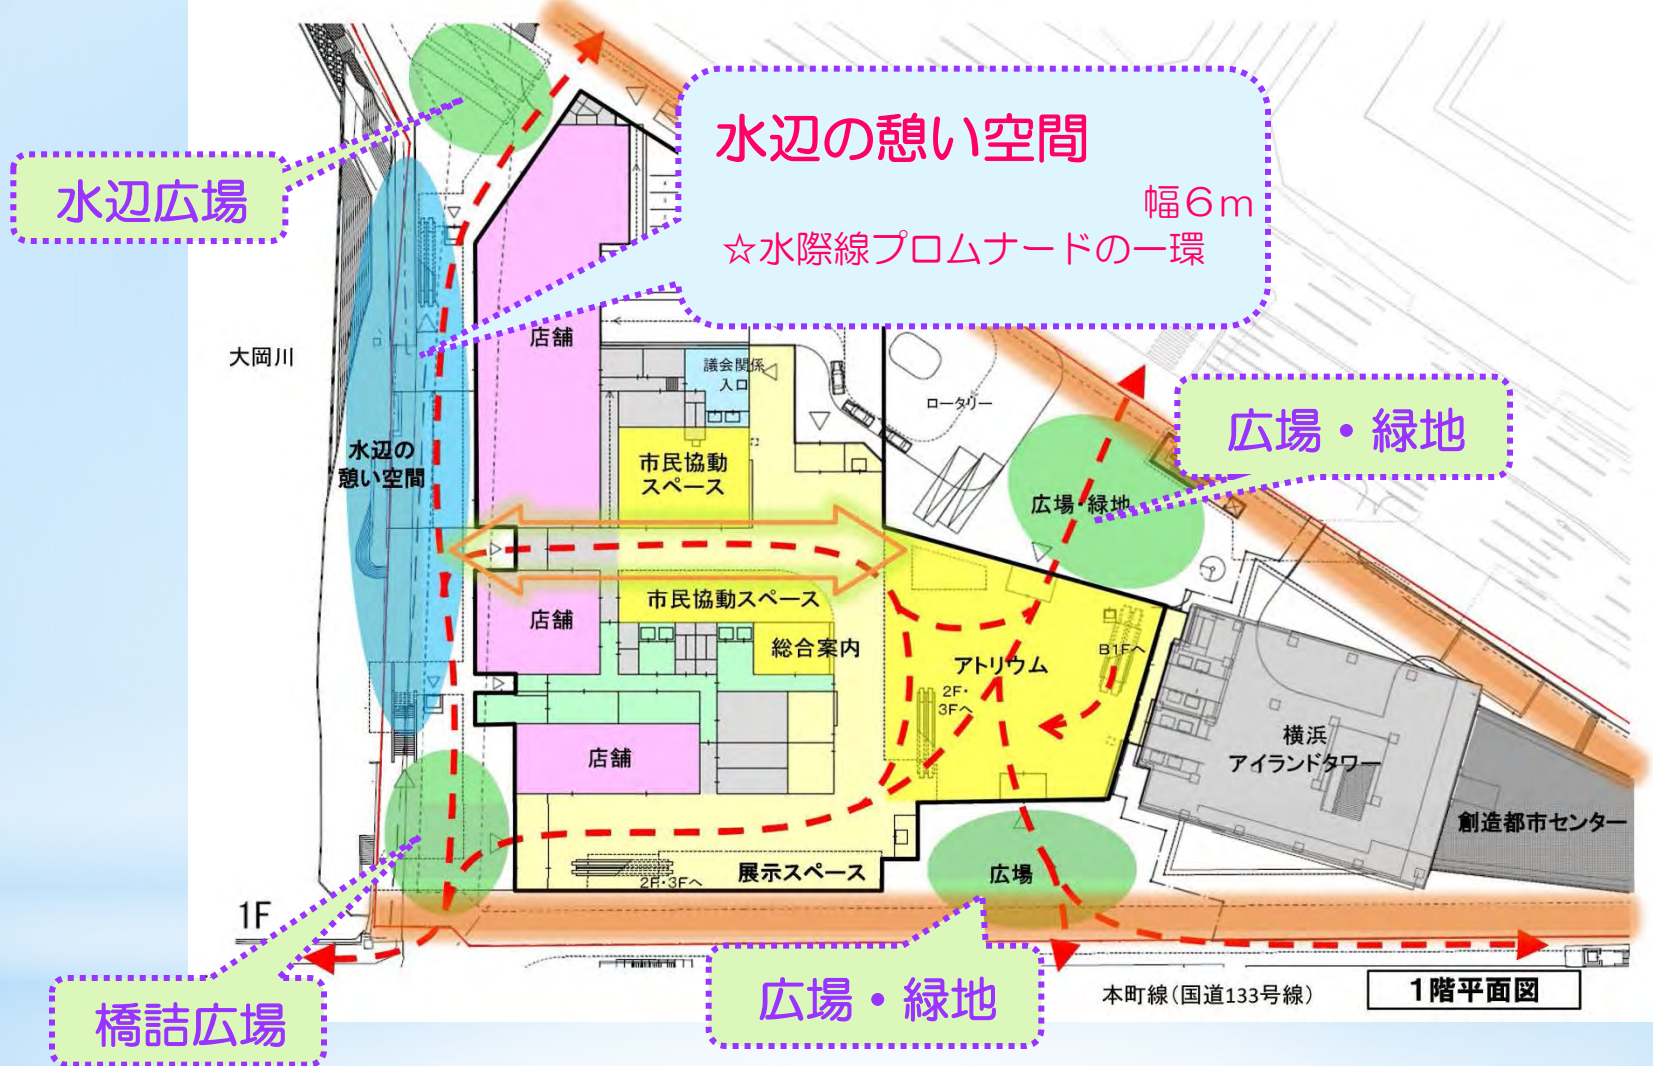 水辺の憩い空間
幅6m
☆水際線プロムナードの一環
水辺広場
店舗
大岡川
議会関係
入口
ロータリー
広場・緑地
水辺の
憩い空間
市民協動
スペース
広場・緑地
市民協動スペース
店舗
総合案内
アトリウム
B1Fへ
2F・
3Fへ
店舗
横浜
アイランドタワー
創造都市センター
展示スペース
2F・3Fへ
広場
1F
橋詰広場
広場・緑地
本町線(国道133号線)
1階平面図